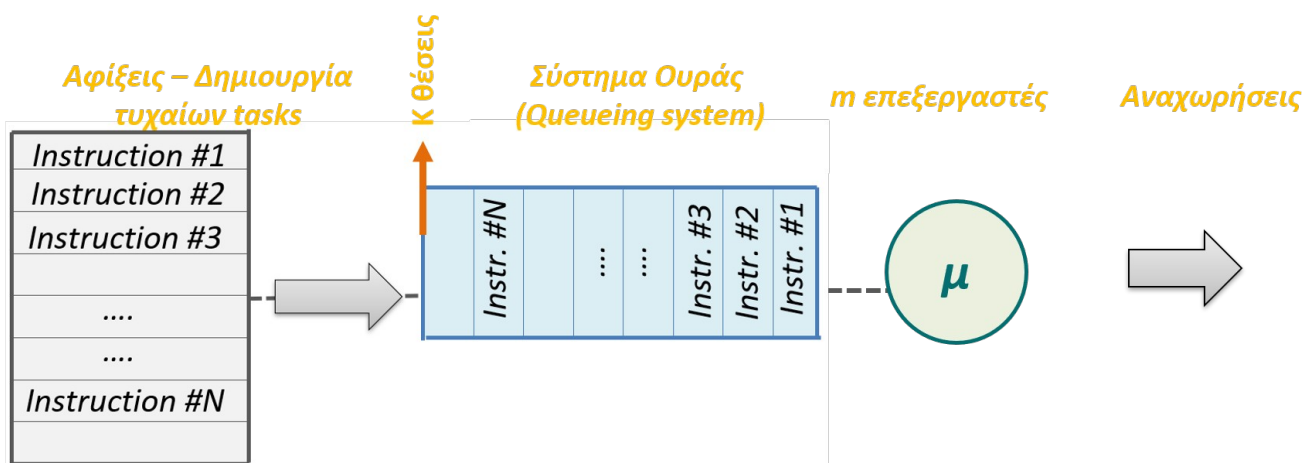 Αφίξεις – Δημιουργία
τυχαίων tasks
Κ θέσεις
Σύστημα Ουράς
(Queueing system)
m επεξεργαστές
Αναχωρήσεις
Instruction #1
Instruction #2
Instruction #3
....
....
Instruction #N
Instr. #N
....
....
Instr. #3
Instr. #2
Instr. #1
μ